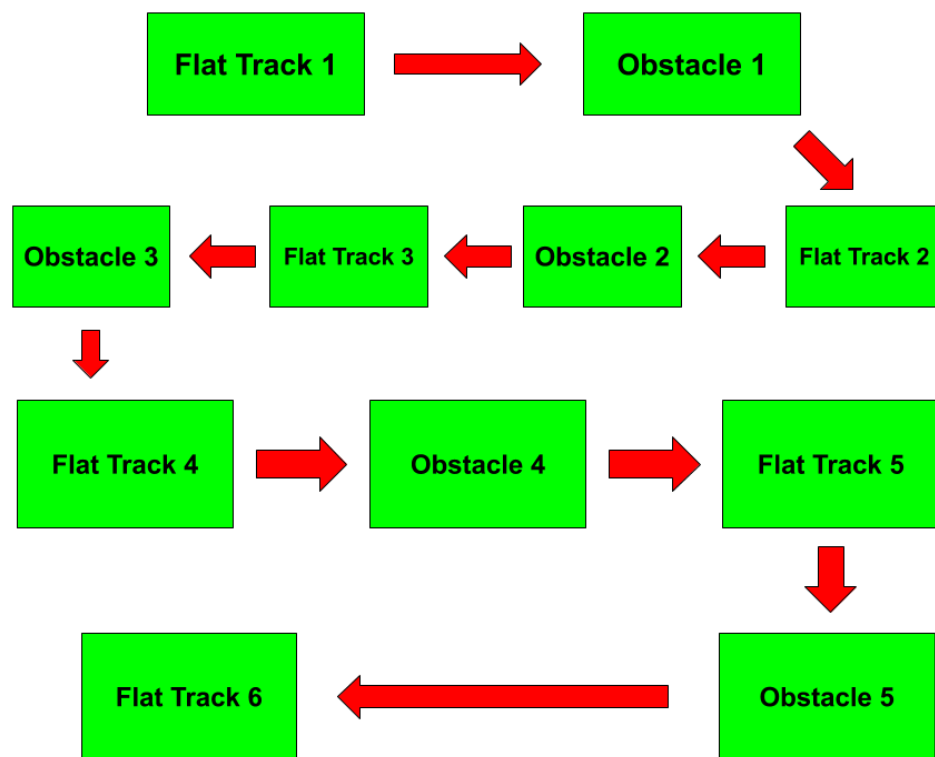 Flat Track 1
Obstacle 1
Obstacle 3
Flat Track 3
Obstacle 2
Flat Track 2
Flat Track 4
Obstacle 4
Flat Track 5
Flat Track 6
Obstacle 5